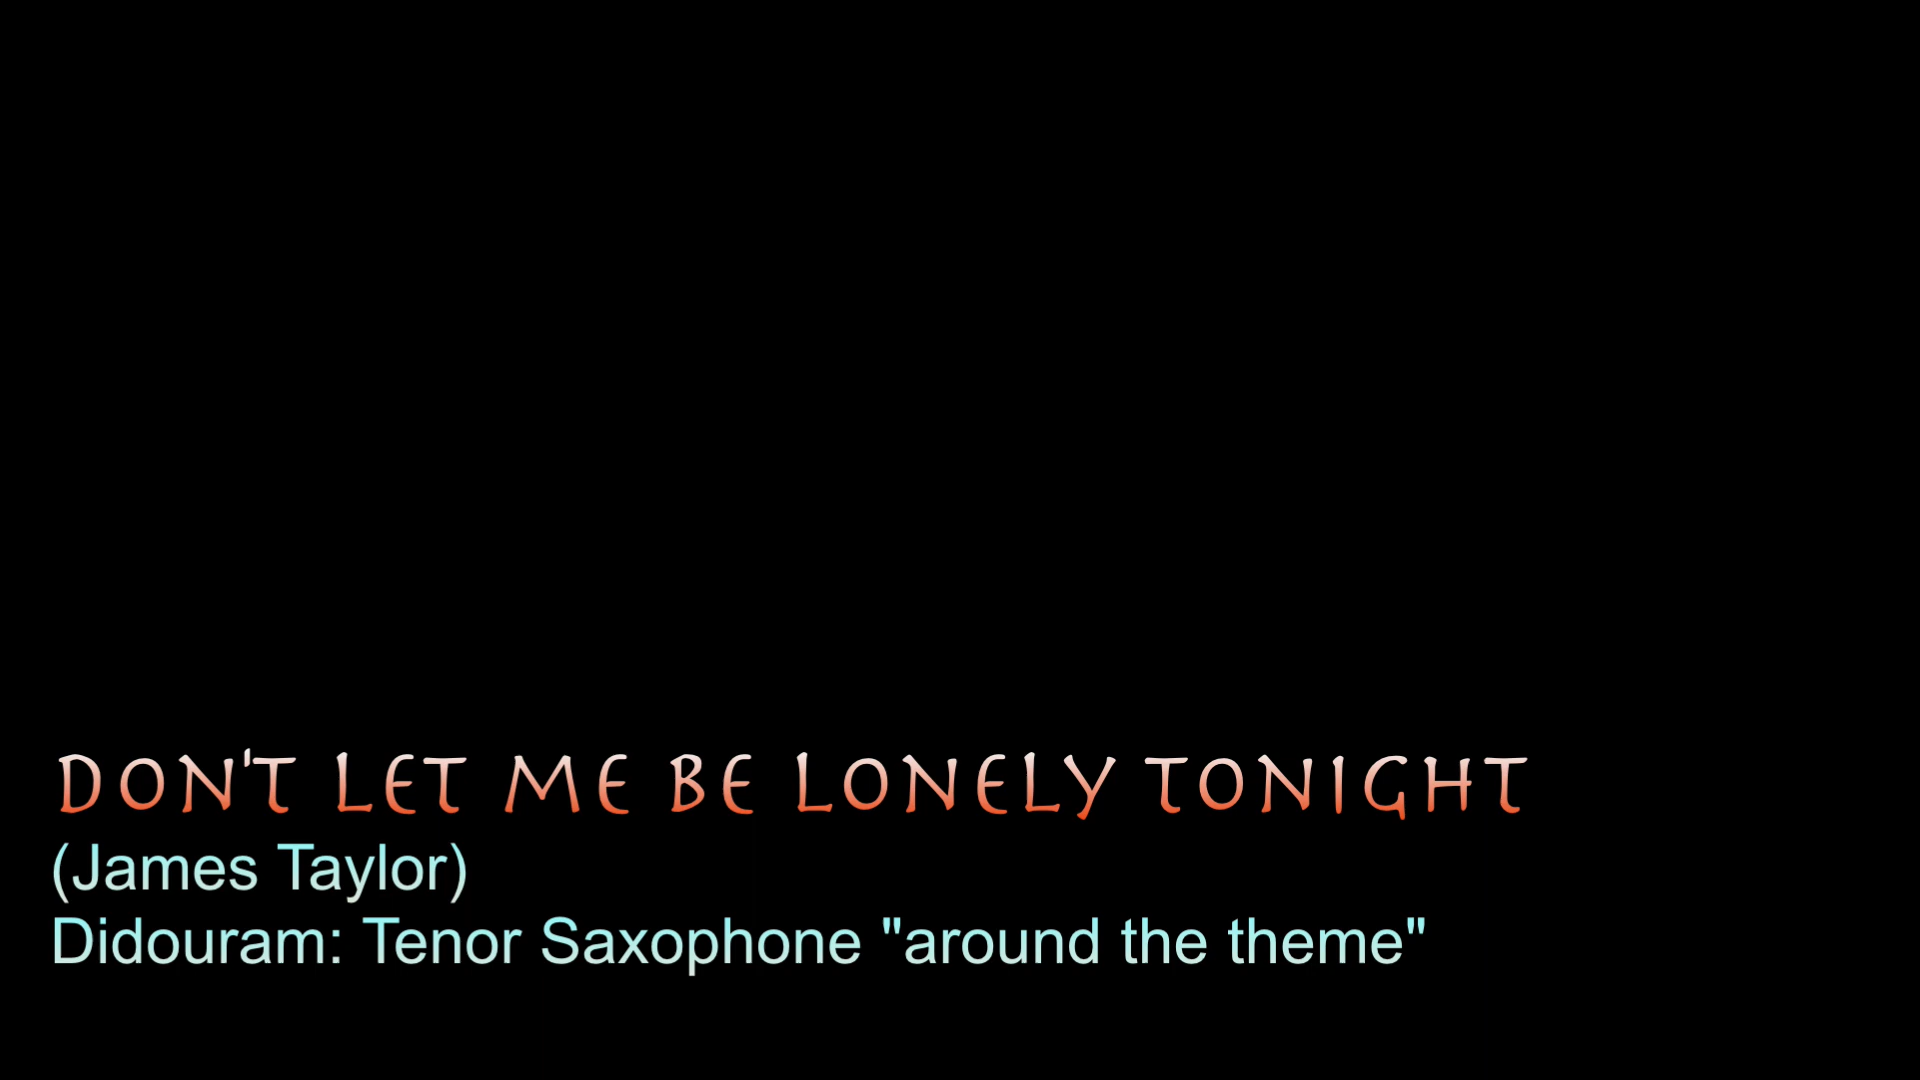 DON'T LET ME BE LONELY TONIGHT
(James Taylor)
Didouram: Tenor Saxophone "around the theme"